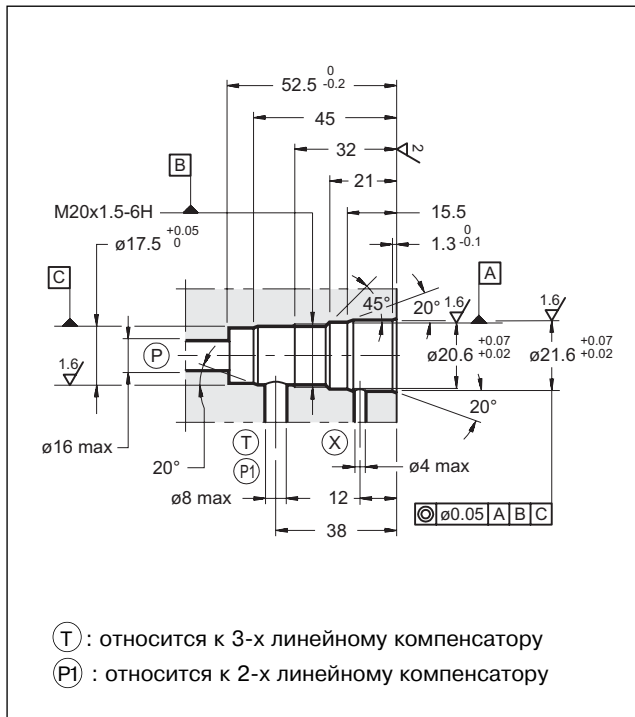 52.5 0 -0.2
45
32
2
21
B
M20x1.5-6H
15.5
ø17.5 +0.05 0
1.3 0 -0.1
C
A
45°
20°
1.6
1.6
P
1.6
ø20.6 +0.07 +0.02
ø21.6 +0.07 +0.02
ø16 max
T
X
20°
20°
P1
ø4 max
ø8 max
12
ø0.05 A B C
38
T : относится к 3-х линейному компенсатору
P1 : относится к 2-х линейному компенсатору